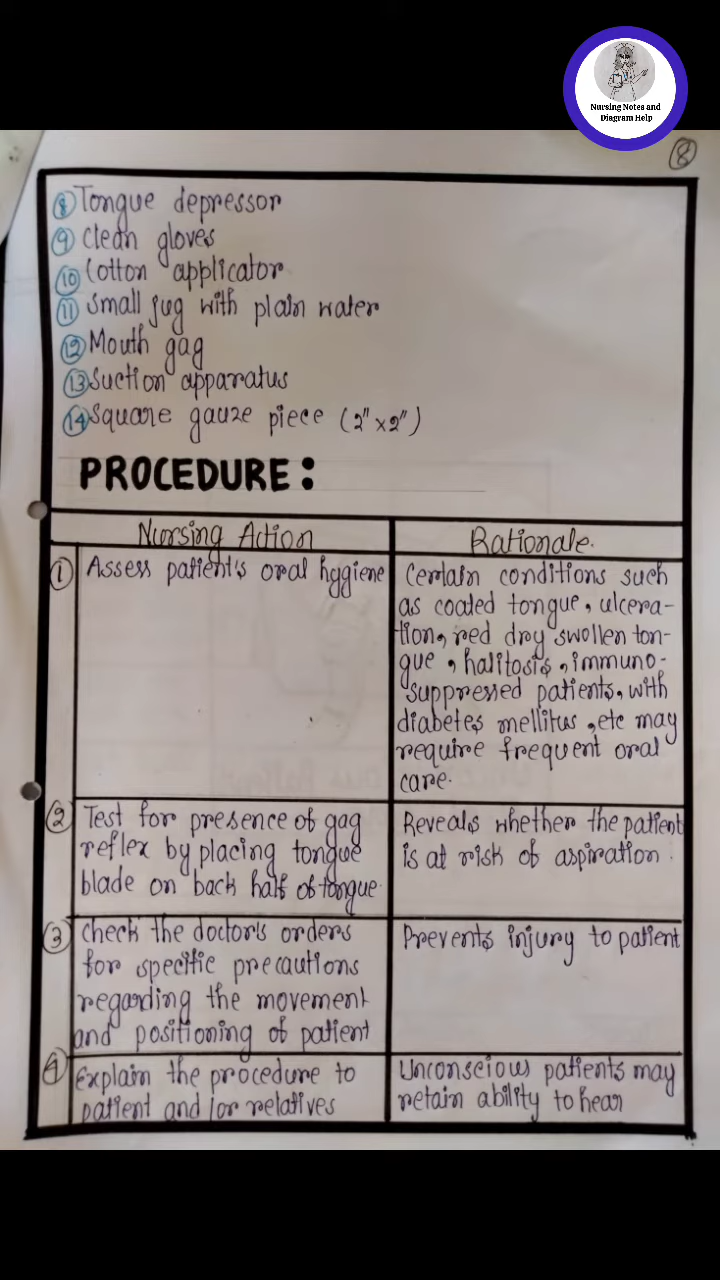 Nursing Notes and
Diagram Help
8
8 Tongue depressor
9 Clean gloves
10 Cotton applicator
11 Small jug with plain water
12 Mouth gag
13 Suction apparatus
14 Square gauze piece (2" x 2")
PROCEDURE:
Nursing Action
Rationale.
1 Assess patient's oral hygiene
Certain conditions such
as coated tongue, ulcera-
tion, red dry swollen ton-
gue, halitosis, immuno-
suppressed patients, with
diabetes mellitus, etc may
require frequent oral
care.
2 Test for presence of gag
reflex by placing tongue
blade on back half of tongue.
Reveals whether the patient
is at risk of aspiration.
3 Check the doctor's orders
for specific precautions
regarding the movement
and positioning of patient
Prevents injury to patient
4 Explain the procedure to
patient and /or relatives
Unconscious patients may
retain ability to hear